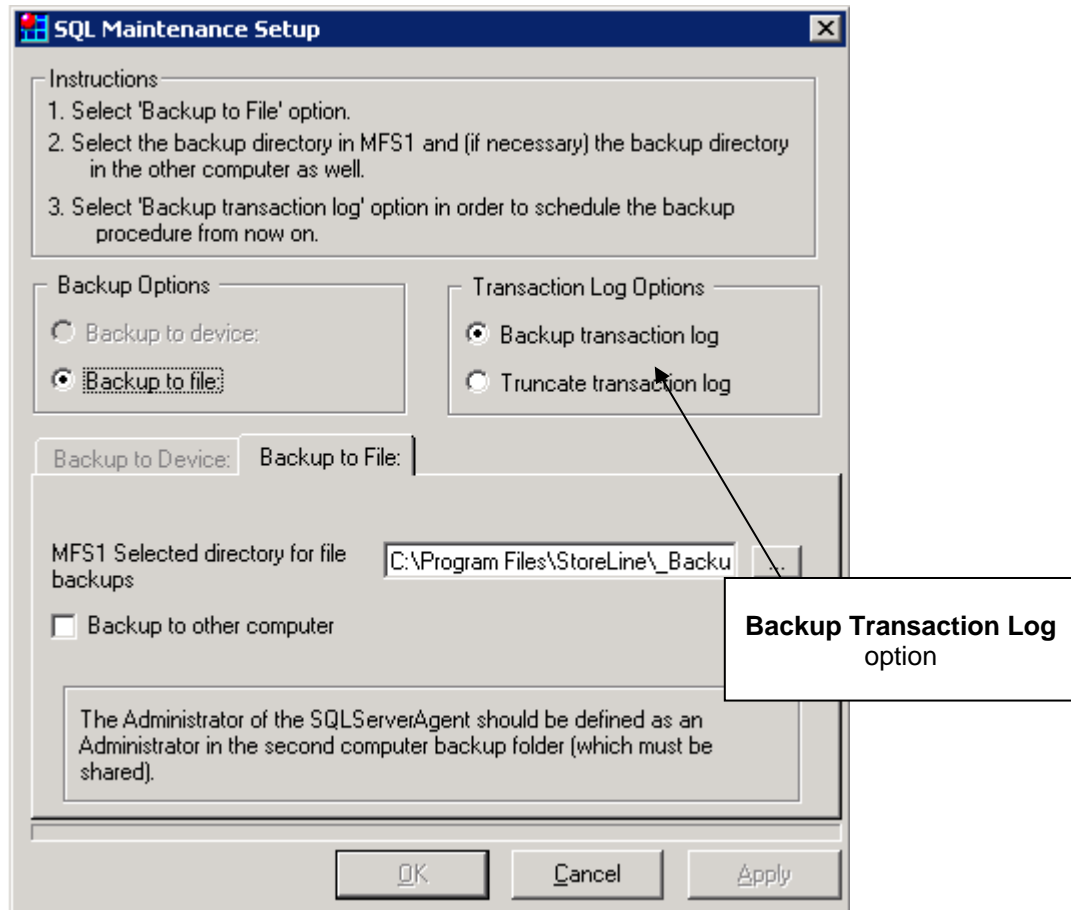 SQL Maintenance Setup
Instructions
1. Select 'Backup to File' option.
2. Select the backup directory in MFS1 and (if necessary) the backup directory
in the other computer as well.
3. Select 'Backup transaction log' option in order to schedule the backup
procedure from now on.
Backup Options
Backup to device:
Backup to file:
Transaction Log Options
Backup transaction log
Truncate transaction log
Backup to Device:
Backup to File:
MFS1 Selected directory for file
backups
C:\Program Files\StoreLine\_Backu
...
Backup to other computer
Backup Transaction Log
option
The Administrator of the SQLServerAgent should be defined as an
Administrator in the second computer backup folder (which must be
shared).
OK
Cancel
Apply